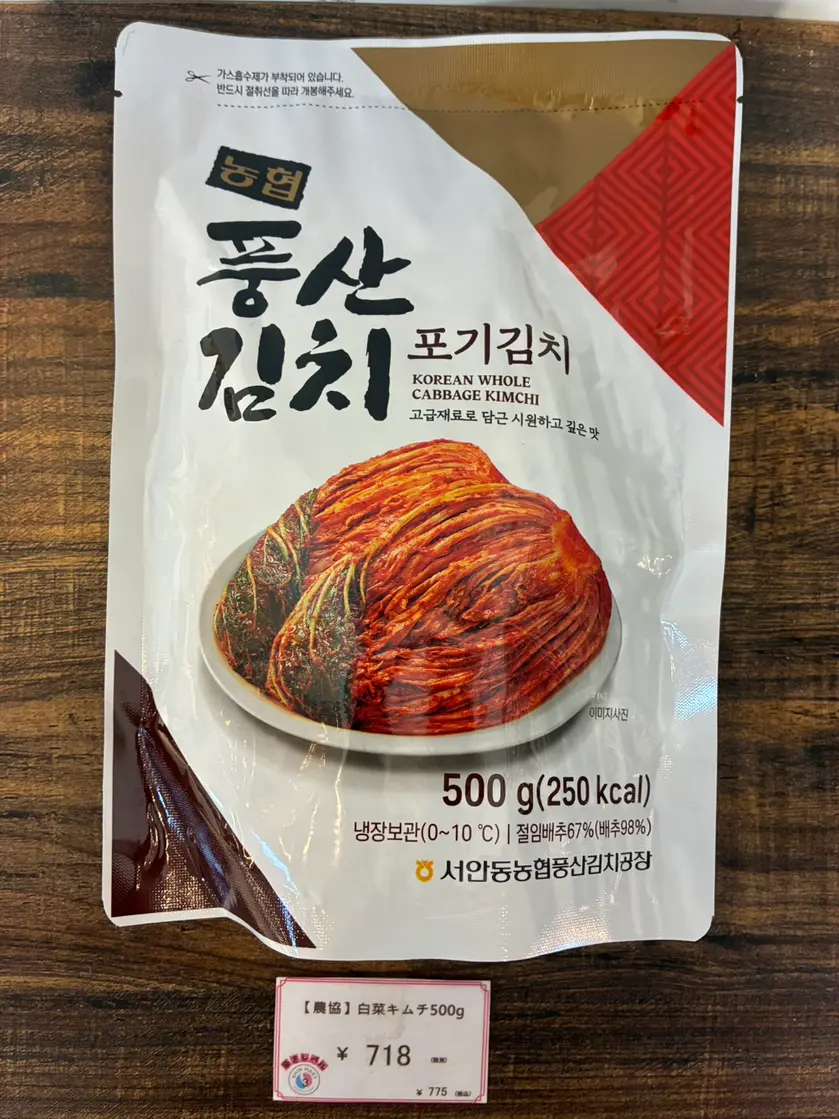 가스흡수제가 부착되어 있습니다.
반드시 절취선을 따라 개봉해주세요.
농협
풍산
김치
포기김치
KOREAN WHOLE
CABBAGE KIMCHI
고급재료로 담근 시원하고 깊은 맛
이미지사진
500 g(250 kcal)
냉장보관(0~10 ℃) | 절임배추67%(배추98%)
서안동농협풍산김치공장
【農協】白菜キムチ500g
¥ 718 (税別)
¥ 775 (税込)